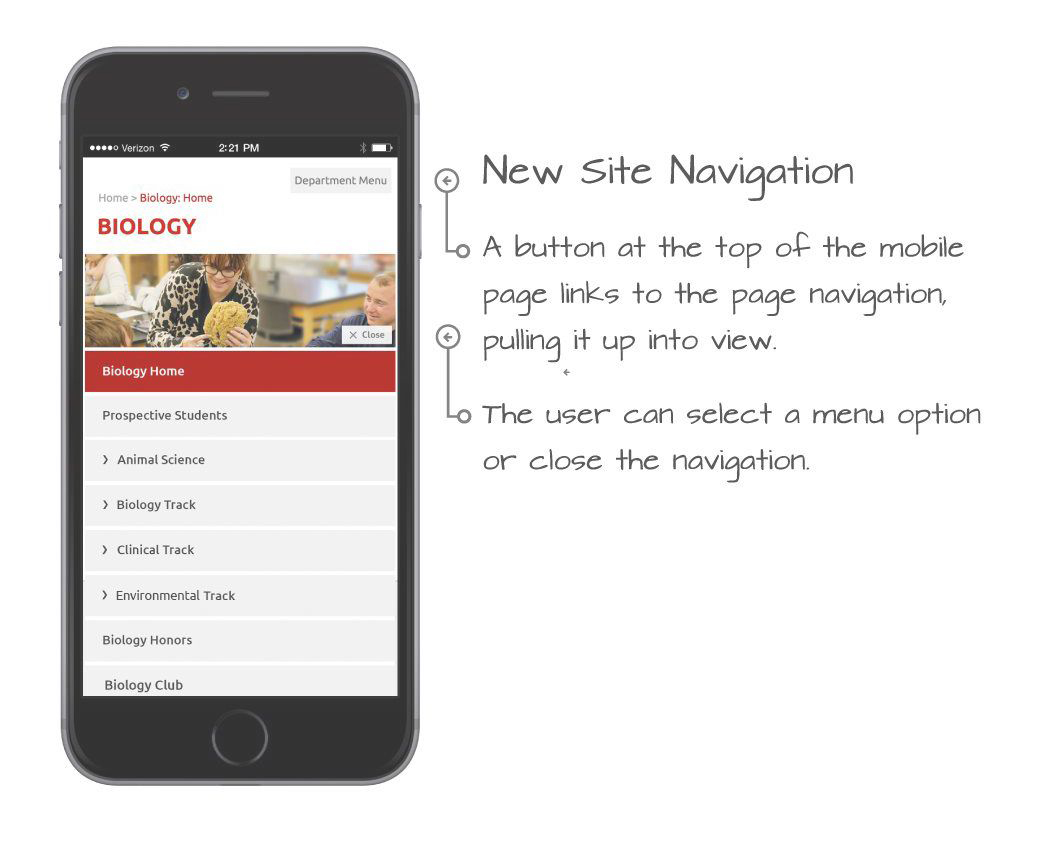 Verizon 2:21 PM
Department Menu
Home > Biology: Home
BIOLOGY
× Close
Biology Home
Prospective Students
› Animal Science
› Biology Track
› Clinical Track
› Environmental Track
Biology Honors
Biology Club
New Site Navigation
A button at the top of the mobile
page links to the page navigation,
pulling it up into view.
The user can select a menu option
or close the navigation.